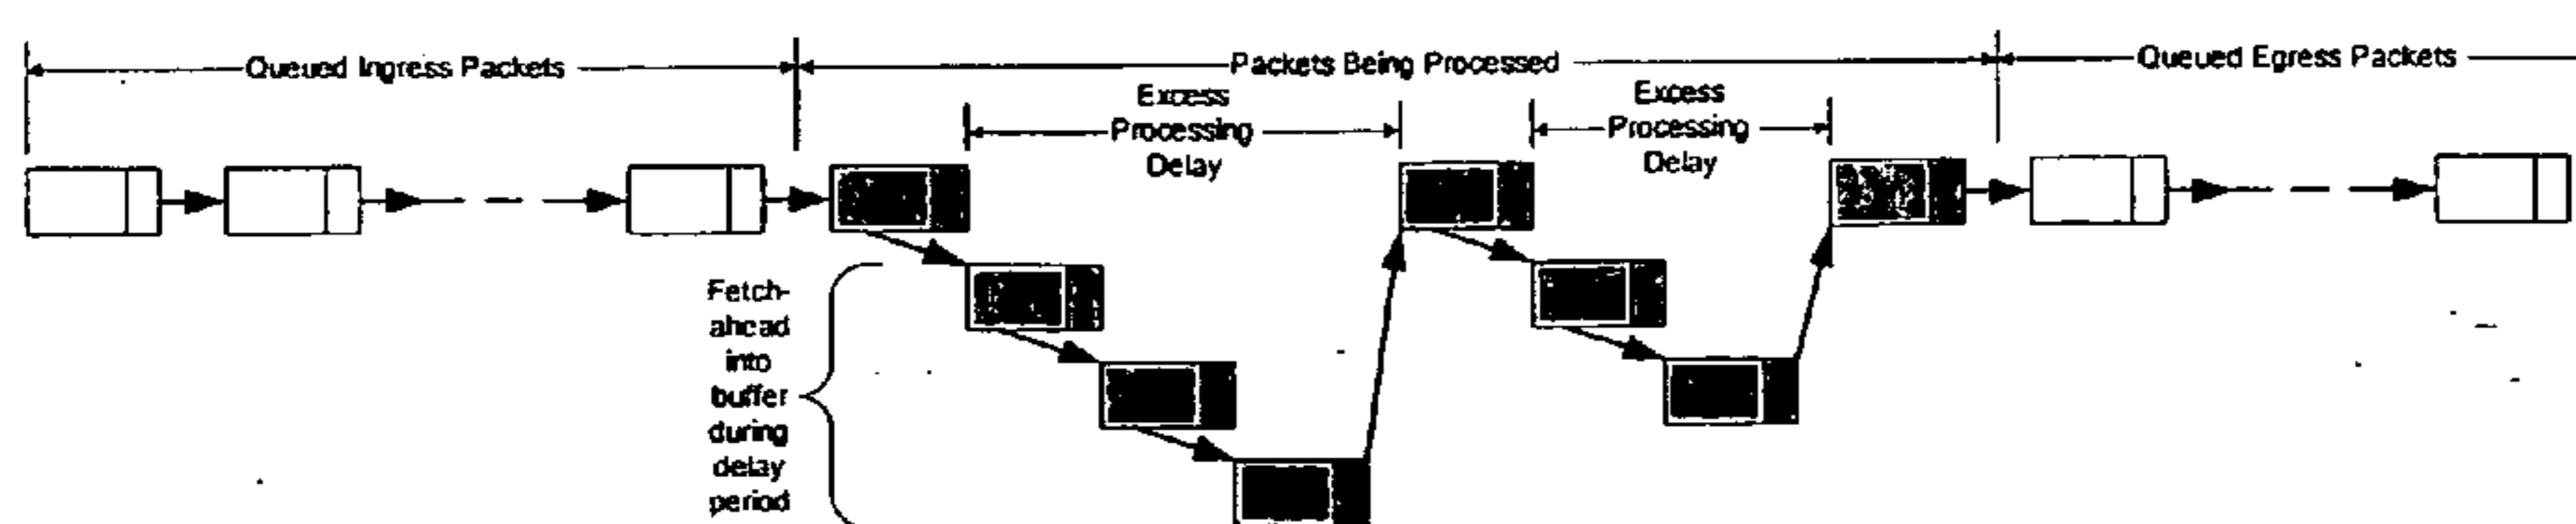 Queued Ingress Packets
Packets Being Processed
Queued Egress Packets
Excess
Processing
Delay
Excess
Processing
Delay
Fetch-
ahead
into
buffer
during
delay
period